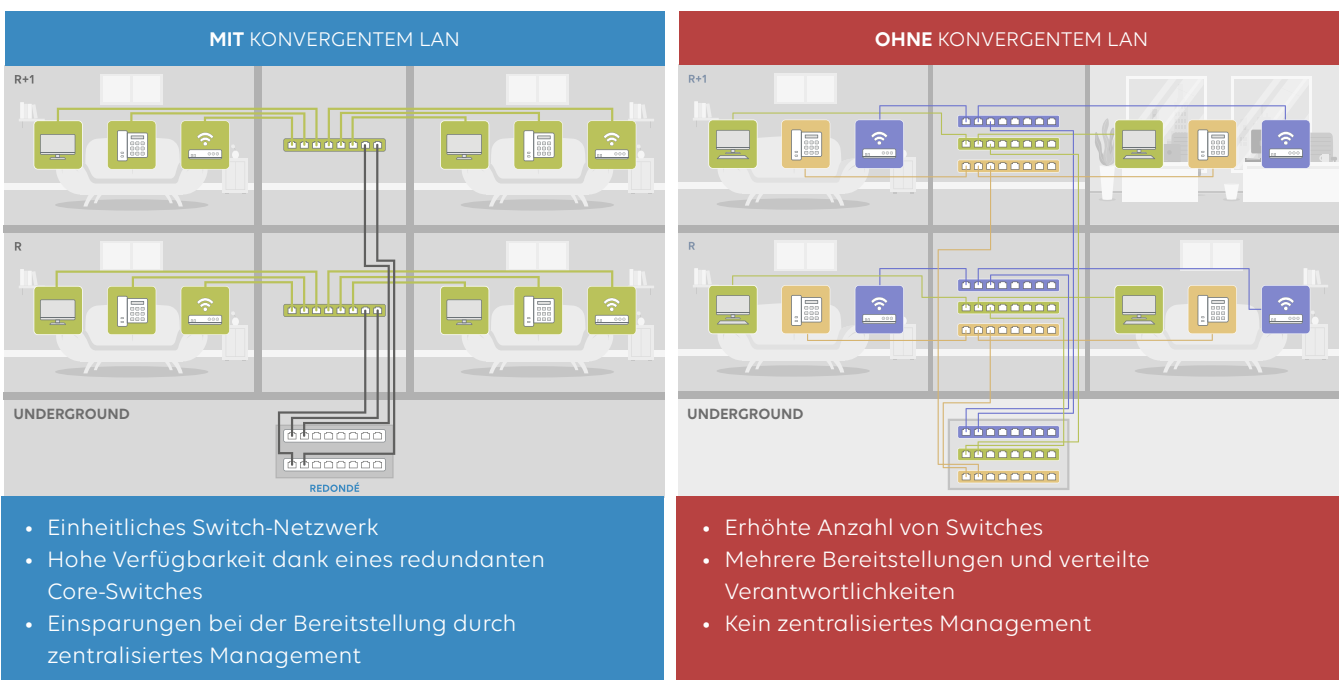 MIT KONVERGENTEM LAN
R+1
R
UNDERGROUND
REDONDÉ
• Einheitliches Switch-Netzwerk
• Hohe Verfügbarkeit dank eines redundanten
Core-Switches
• Einsparungen bei der Bereitstellung durch
zentralisiertes Management
OHNE KONVERGENTEM LAN
R+1
R
UNDERGROUND
• Erhöhte Anzahl von Switches
• Mehrere Bereitstellungen und verteilte
Verantwortlichkeiten
• Kein zentralisiertes Management